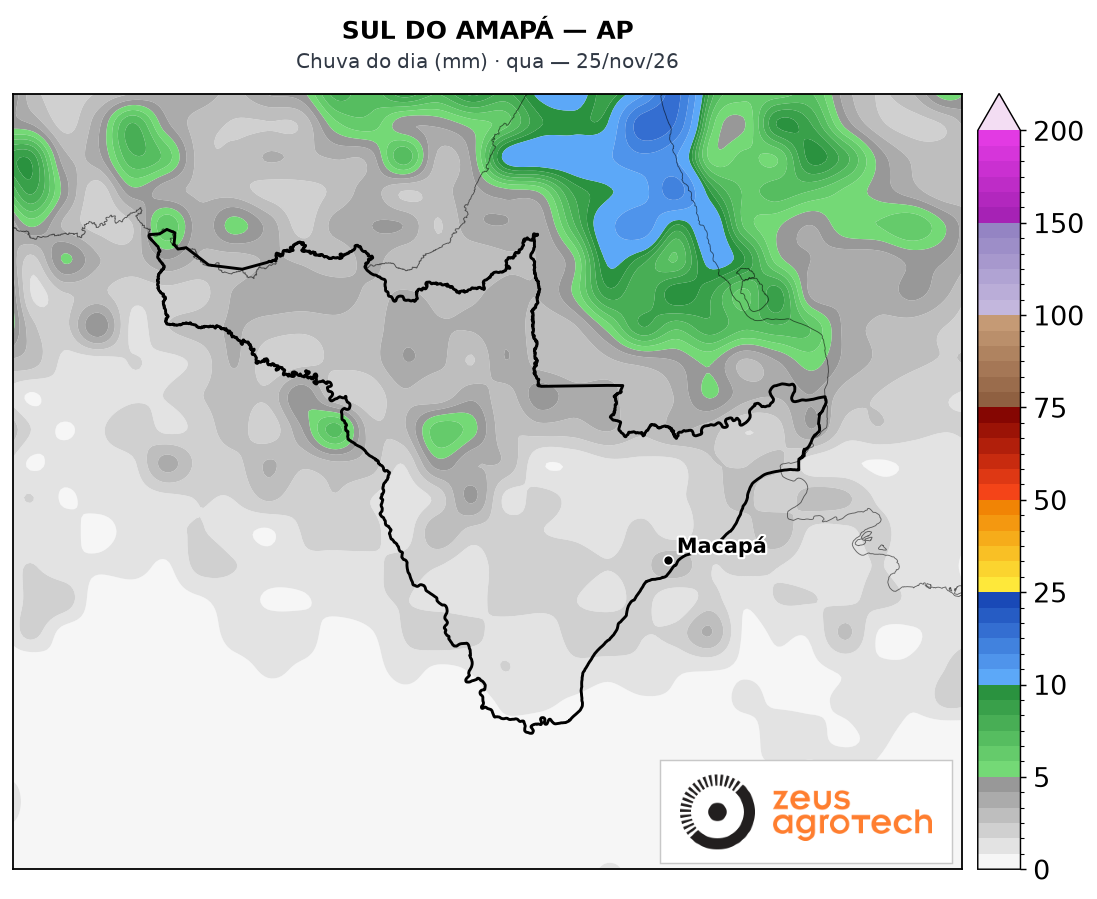 SUL DO AMAPÁ — AP
Chuva do dia (mm) · qua — 25/nov/26
200
150
100
75
50
25
10
5
0
Macapá
zeus
agrotech